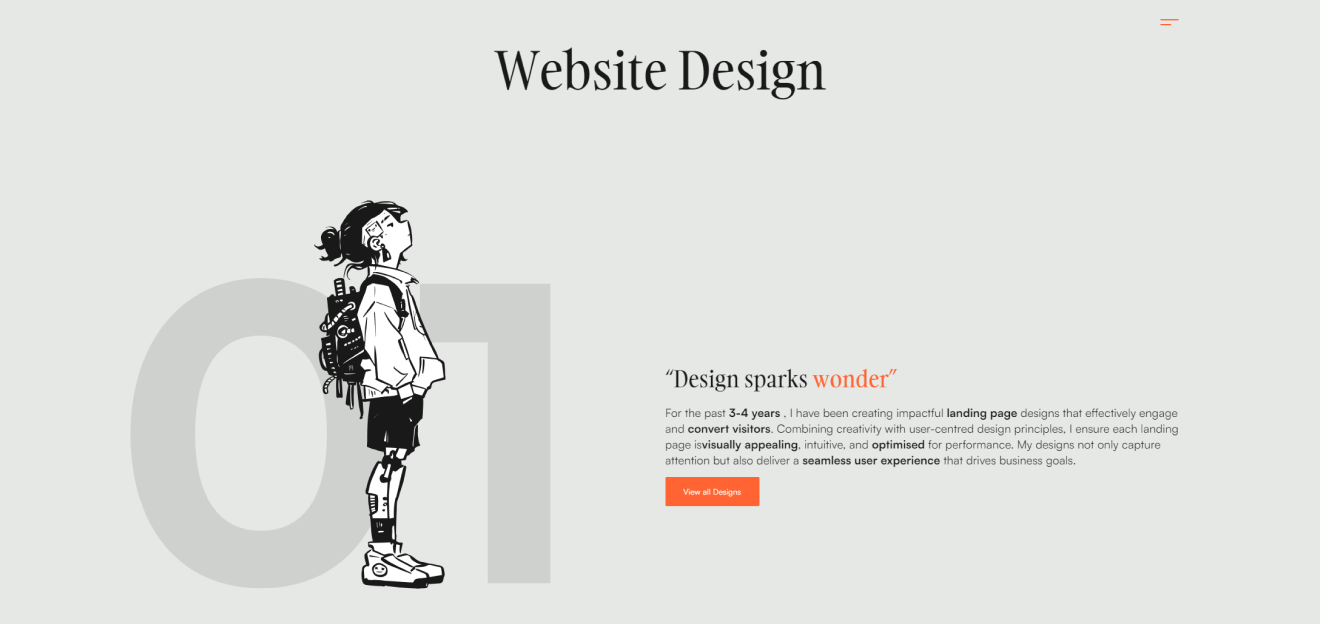 Website Design
01
“Design sparks wonder”
For the past 3-4 years , I have been creating impactful landing page designs that effectively engage
and convert visitors. Combining creativity with user-centred design principles, I ensure each landing
page isvisually appealing, intuitive, and optimised for performance. My designs not only capture
attention but also deliver a seamless user experience that drives business goals.
View all Designs